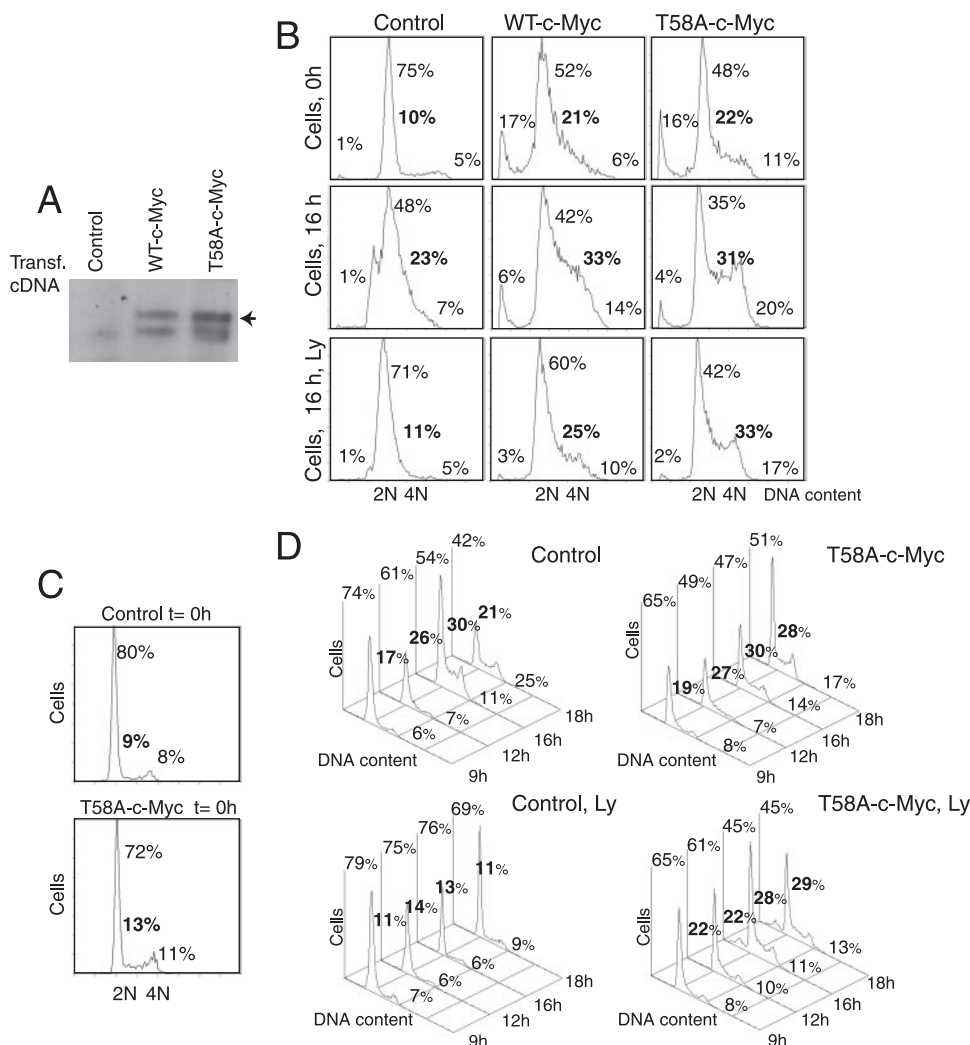 A
Transf.
cDNA
Control
WT-c-Myc
T58A-c-Myc
B
Control
WT-c-Myc
T58A-c-Myc
Cells, 0h
75%
10%
1%
5%
52%
17%
21%
6%
48%
16%
22%
11%
Cells, 16 h
48%
23%
1%
7%
42%
33%
6%
14%
35%
31%
4%
20%
Cells, 16 h, Ly
71%
11%
1%
5%
60%
25%
3%
10%
42%
33%
2%
17%
2N 4N
2N 4N
2N 4N
DNA content
C
Control t= 0h
Cells
80%
9%
8%
T58A-c-Myc t= 0h
Cells
72%
13%
11%
2N 4N
D
Control
Cells
74%
61%
54%
42%
17%
26%
30%
21%
6%
7%
11%
25%
DNA content
9h
12h
16h
18h
T58A-c-Myc
Cells
65%
49%
47%
51%
19%
27%
30%
28%
8%
7%
14%
17%
DNA content
9h
12h
16h
18h
Control, Ly
Cells
79%
75%
76%
69%
11%
14%
13%
11%
7%
6%
6%
9%
DNA content
9h
12h
16h
18h
T58A-c-Myc, Ly
Cells
65%
61%
45%
45%
22%
22%
28%
29%
8%
10%
11%
13%
DNA content
9h
12h
16h
18h